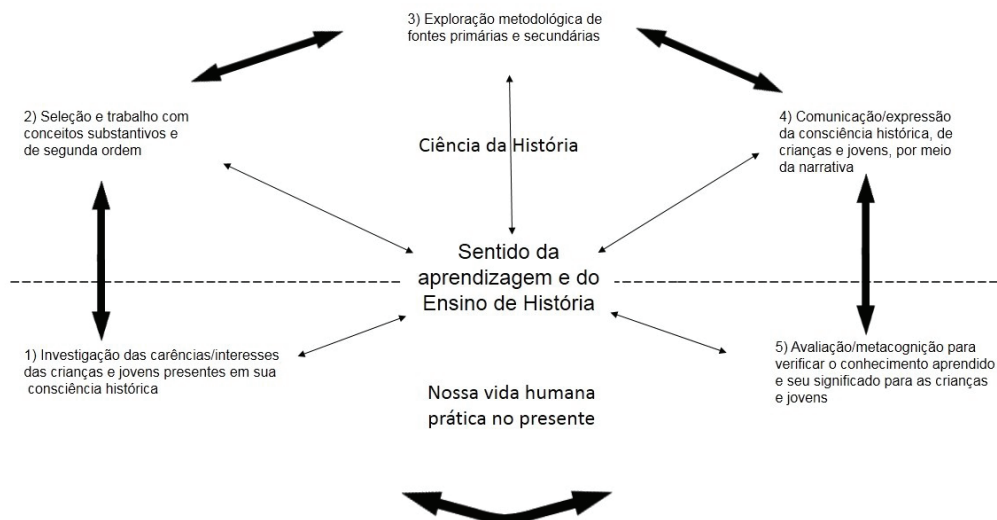 3) Exploração metodológica de
fontes primárias e secundárias
2) Seleção e trabalho com
conceitos substantivos e
de segunda ordem
4) Comunicação/expressão
da consciência histórica, de
crianças e jovens, por meio
da narrativa
Ciência da História
Sentido da
aprendizagem e do
Ensino de História
1) Investigação das carências/interesses
das crianças e jovens presentes em sua
consciência histórica
5) Avaliação/metacognição para
verificar o conhecimento aprendido
e seu significado para as crianças
e jovens
Nossa vida humana
prática no presente